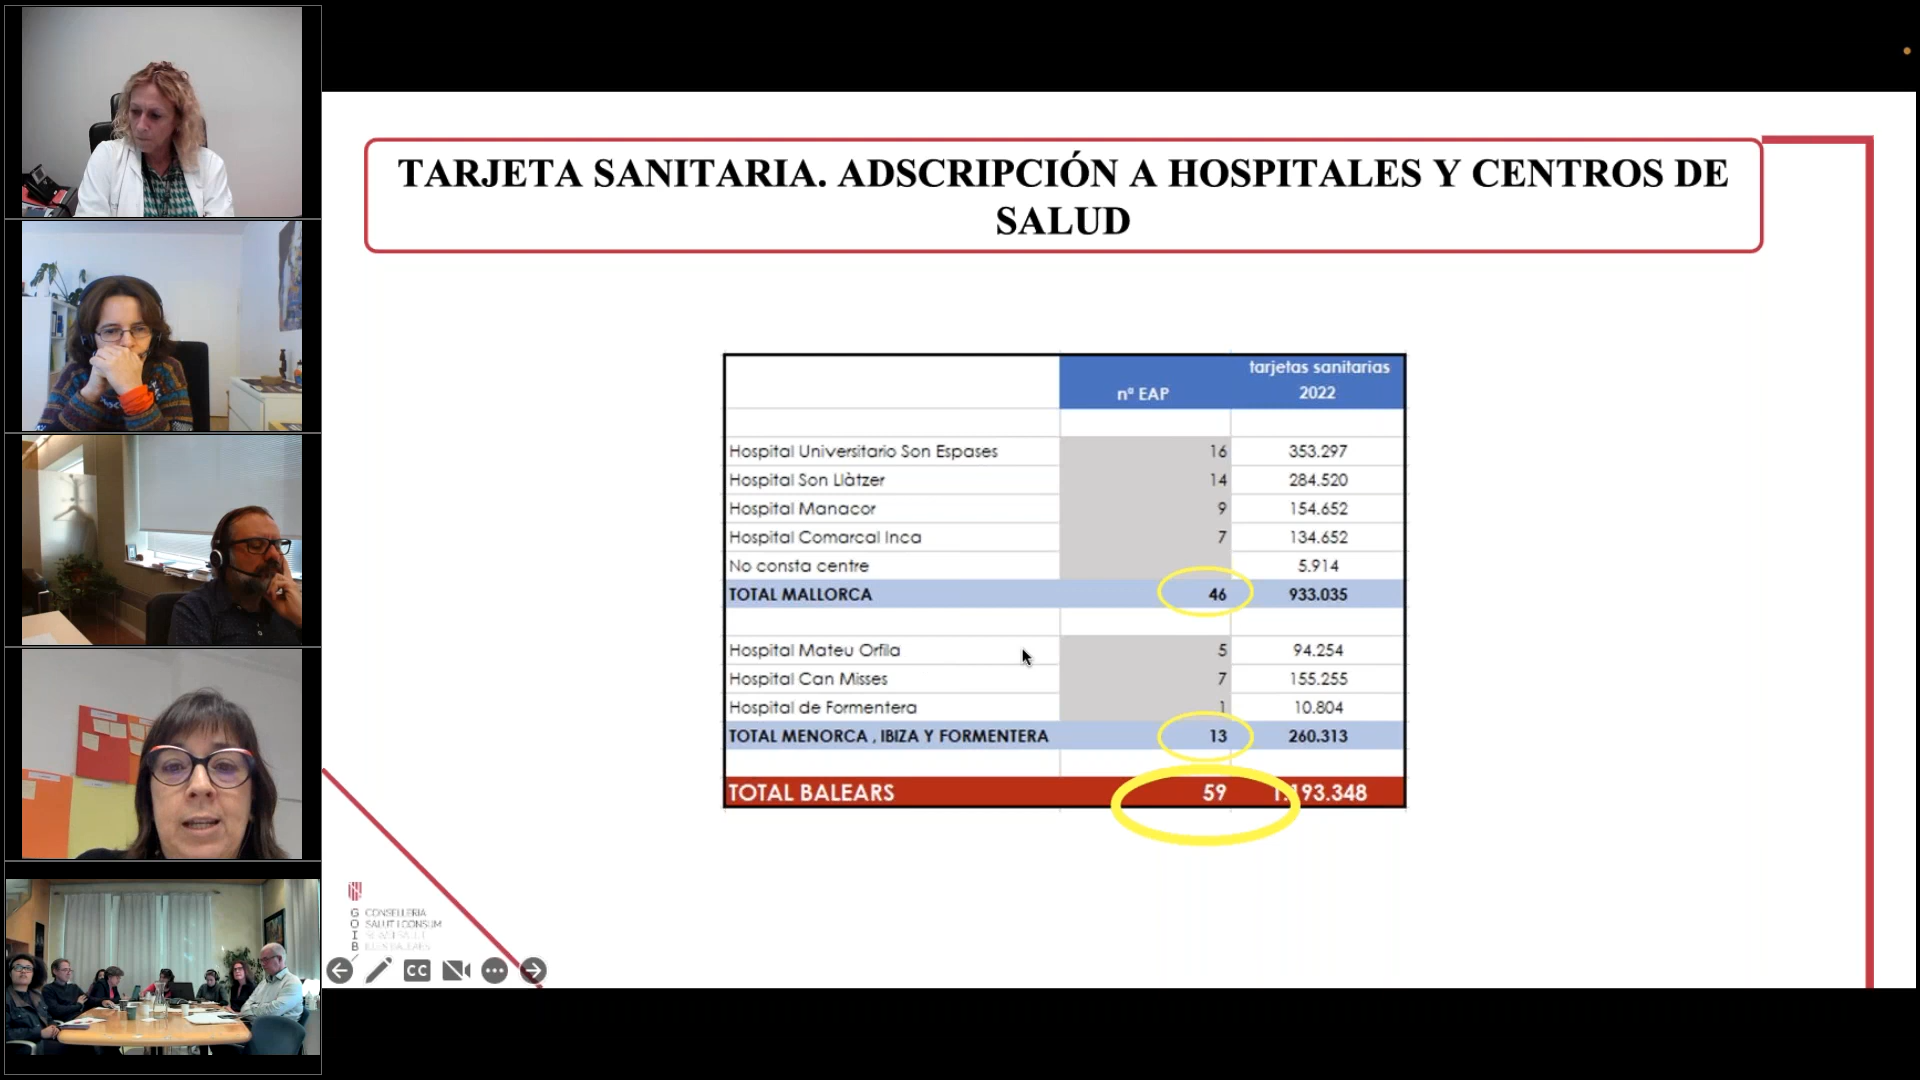 TARJETA SANITARIA. ADSCRIPCIÓN A HOSPITALES Y CENTROS DE
SALUD
tarjetas sanitarias
nº EAP 2022
Hospital Universitario Son Espases 16 353.297
Hospital Son Llàtzer 14 284.520
Hospital Manacor 9 154.652
Hospital Comarcal Inca 7 134.652
No consta centre 5.914
TOTAL MALLORCA 46 933.035
Hospital Mateu Orfila 5 94.254
Hospital Can Misses 7 155.255
Hospital de Formentera 1 10.804
TOTAL MENORCA , IBIZA Y FORMENTERA 13 260.313
TOTAL BALEARS 59 1.193.348
G CONSELLERIA
O SALUT I CONSUM
I
B
CC